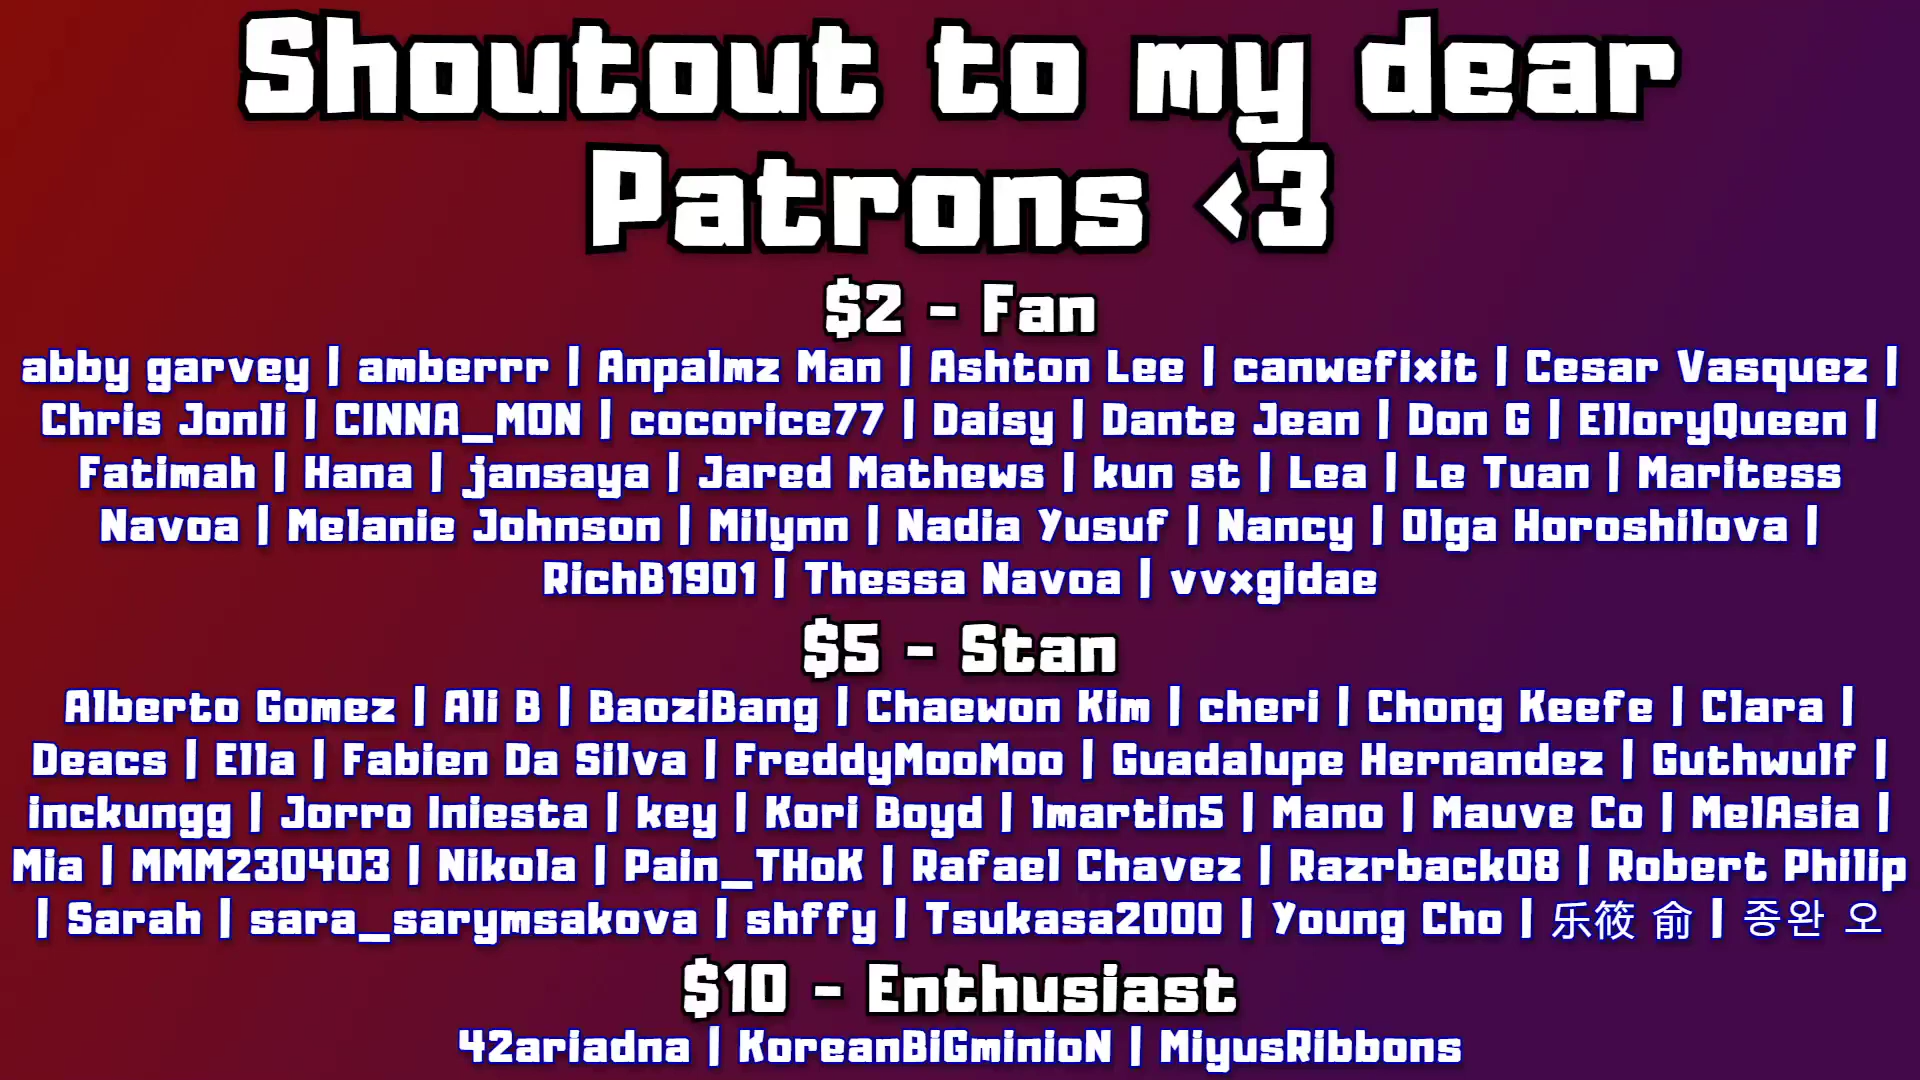 Shoutout to my dear
Patrons <3
$2 - Fan
abby garvey | amberrr | Anpalmz Man | Ashton Lee | canwefixit | Cesar Vasquez |
Chris Jonli | CINNA_MON | cocorice77 | Daisy | Dante Jean | Don G | ElloryQueen |
Fatimah | Hana | jansaya | Jared Mathews | kun st | Lea | Le Tuan | Maritess
Navoa | Melanie Johnson | Milynn | Nadia Yusuf | Nancy | Olga Horoshilova |
RichB1901 | Thessa Navoa | vvxgidae
$5 - Stan
Alberto Gomez | Ali B | BaoziBang | Chaewon Kim | cheri | Chong Keefe | Clara |
Deacs | Ella | Fabien Da Silva | FreddyMooMoo | Guadalupe Hernandez | Guthwulf |
inckungg | Jorro Iniesta | key | Kori Boyd | lmartin5 | Mano | Mauve Co | MelAsia |
Mia | MMM230403 | Nikola | Pain_THoK | Rafael Chavez | Razrback08 | Robert Philip
| Sarah | sara_sarymsakova | shffy | Tsukasa2000 | Young Cho | 乐筱 俞 | 종완 오
$10 - Enthusiast
42ariadna | KoreanBiGminioN | MiyusRibbons